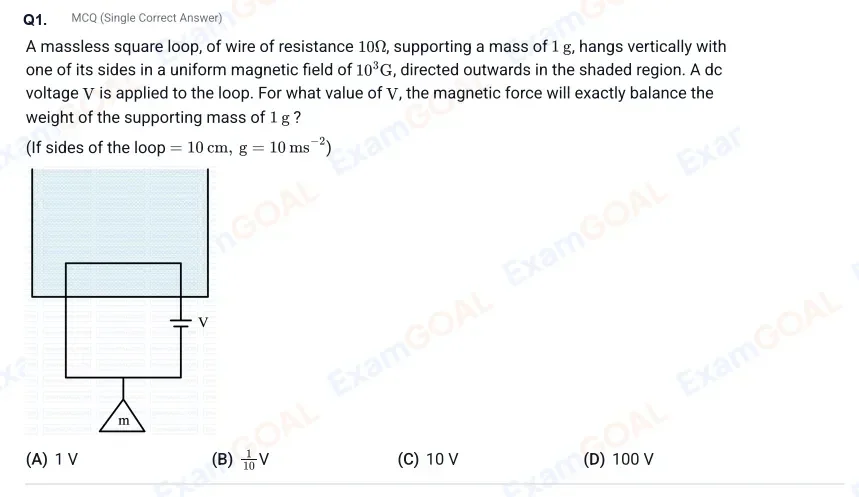 Q1. MCQ (Single Correct Answer)
A massless square loop, of wire of resistance 10Ω, supporting a mass of 1 g, hangs vertically with
one of its sides in a uniform magnetic field of 10³G, directed outwards in the shaded region. A dc
voltage V is applied to the loop. For what value of V, the magnetic force will exactly balance the
weight of the supporting mass of 1 g ?
(If sides of the loop = 10 cm, g = 10 ms⁻²)
V
m
(A) 1 V (B) 1/10 V (C) 10 V (D) 100 V
ExamGOAL